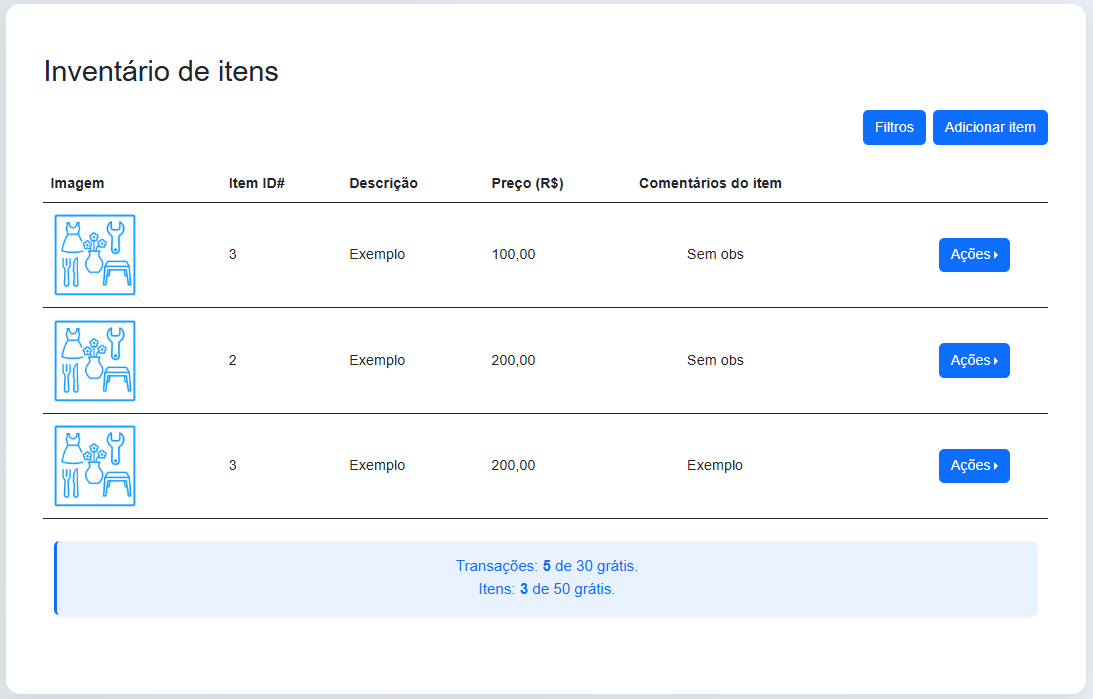 Inventário de itens
Filtros Adicionar item
Imagem Item ID# Descrição Preço (R$) Comentários do item
3 Exemplo 100,00 Sem obs Ações
2 Exemplo 200,00 Sem obs Ações
3 Exemplo 200,00 Exemplo Ações
Transações: 5 de 30 grátis.
Itens: 3 de 50 grátis.